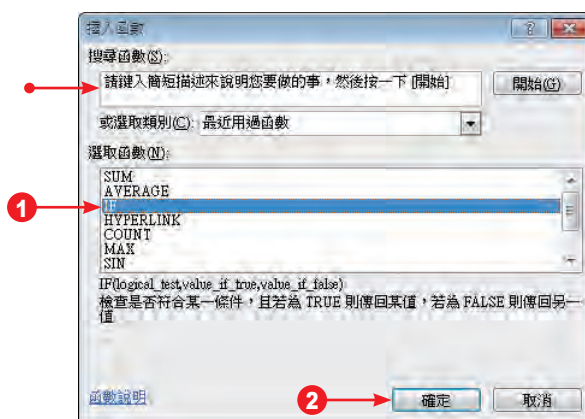 插入函數
搜尋函數(S):
請鍵入簡短描述來說明您要做的事，然後按一下 [開始]
開始(G)
或選取類別(C): 最近用過函數
選取函數(N):
SUM
AVERAGE
1
IF
HYPERLINK
COUNT
MAX
SIN
IF(logical_test,value_if_true,value_if_false)
檢查是否符合某一條件，且若為 TRUE 則傳回某值，若為 FALSE 則傳回另一
值
函數說明
2
確定
取消